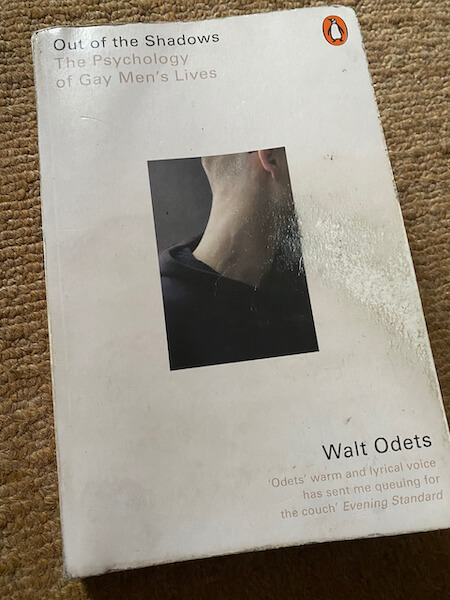 Out of the Shadows
The Psychology
of Gay Men's Lives
Walt Odets
'Odets' warm and lyrical voice
has sent me queuing for
the couch' Evening Standard